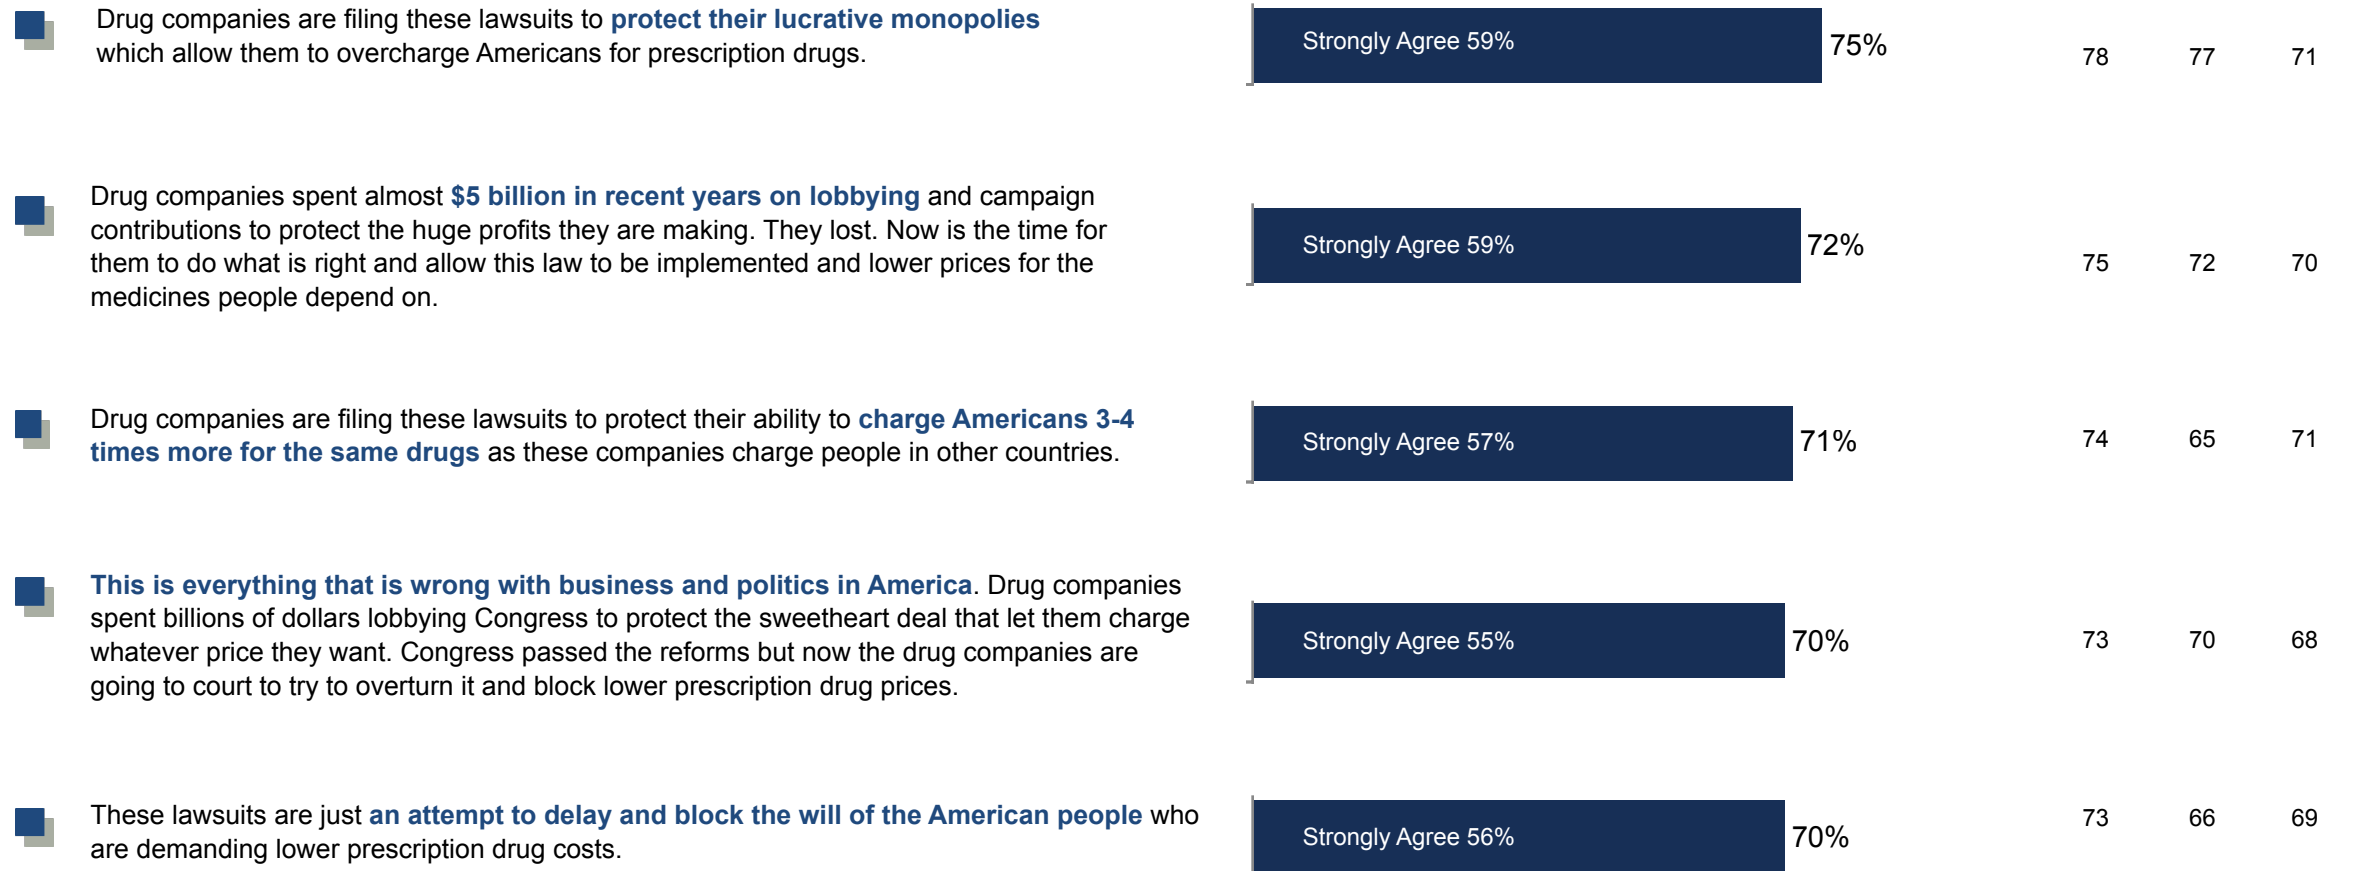 Drug companies are filing these lawsuits to protect their lucrative monopolies
which allow them to overcharge Americans for prescription drugs.
Strongly Agree 59%
75%
78 77 71
Drug companies spent almost $5 billion in recent years on lobbying and campaign
contributions to protect the huge profits they are making. They lost. Now is the time for
them to do what is right and allow this law to be implemented and lower prices for the
medicines people depend on.
Strongly Agree 59%
72%
75 72 70
Drug companies are filing these lawsuits to protect their ability to charge Americans 3-4
times more for the same drugs as these companies charge people in other countries.
Strongly Agree 57%
71%
74 65 71
This is everything that is wrong with business and politics in America. Drug companies
spent billions of dollars lobbying Congress to protect the sweetheart deal that let them charge
whatever price they want. Congress passed the reforms but now the drug companies are
going to court to try to overturn it and block lower prescription drug prices.
Strongly Agree 55%
70%
73 70 68
These lawsuits are just an attempt to delay and block the will of the American people who
are demanding lower prescription drug costs.
Strongly Agree 56%
70%
73 66 69